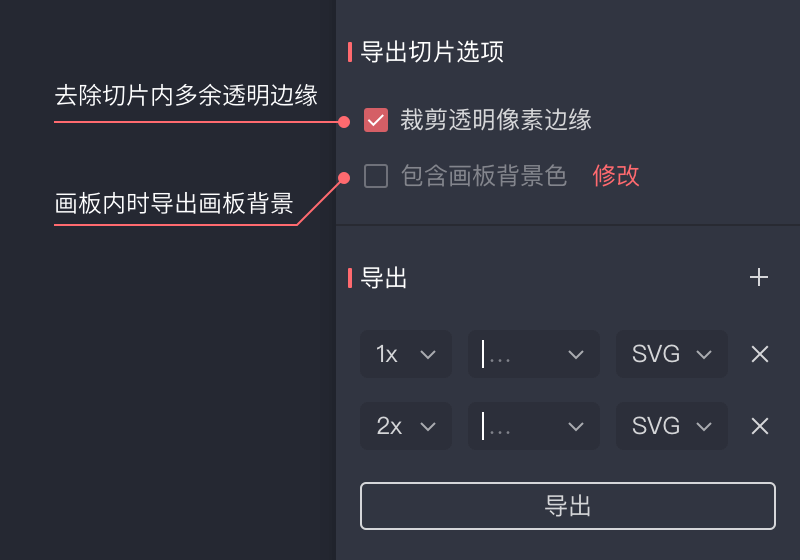 导出切片选项
去除切片内多余透明边缘
裁剪透明像素边缘
包含画板背景色 修改
画板内时导出画板背景
导出
1x ... SVG
2x ... SVG
导出